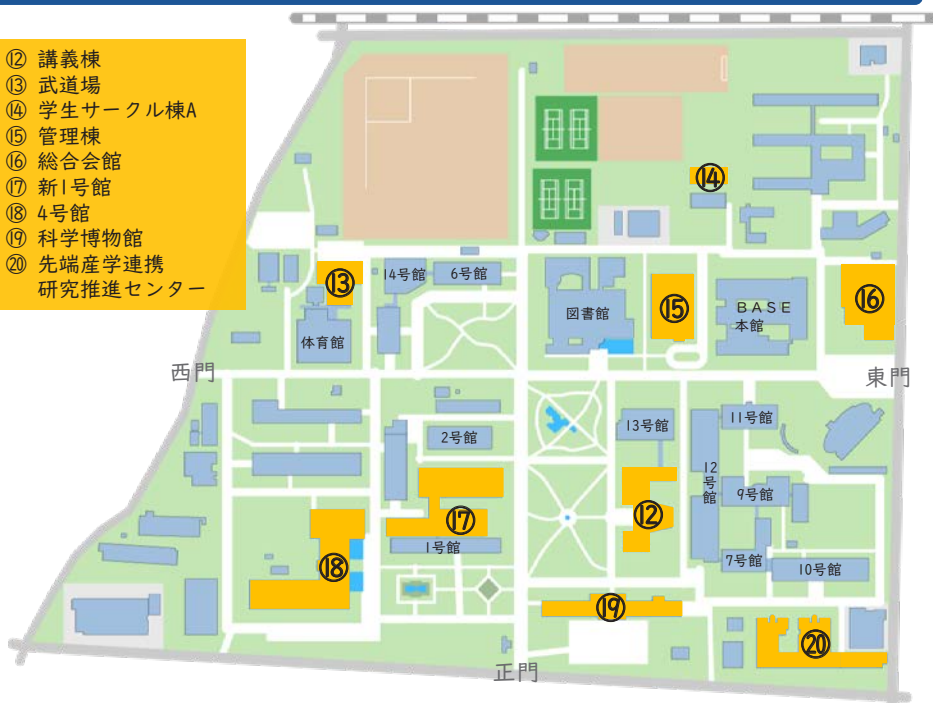 ⑫ 講義棟
⑬ 武道場
⑭ 学生サークル棟A
⑮ 管理棟
⑯ 総合会館
⑰ 新1号館
⑱ 4号館
⑲ 科学博物館
⑳ 先端産学連携
研究推進センター
⑭
⑬
14号館
6号館
図書館
⑮
BASE
本館
⑯
体育館
西門
東門
2号館
13号館
11号館
12号館
9号館
⑰
⑫
1号館
⑱
7号館
10号館
⑲
⑳
正門